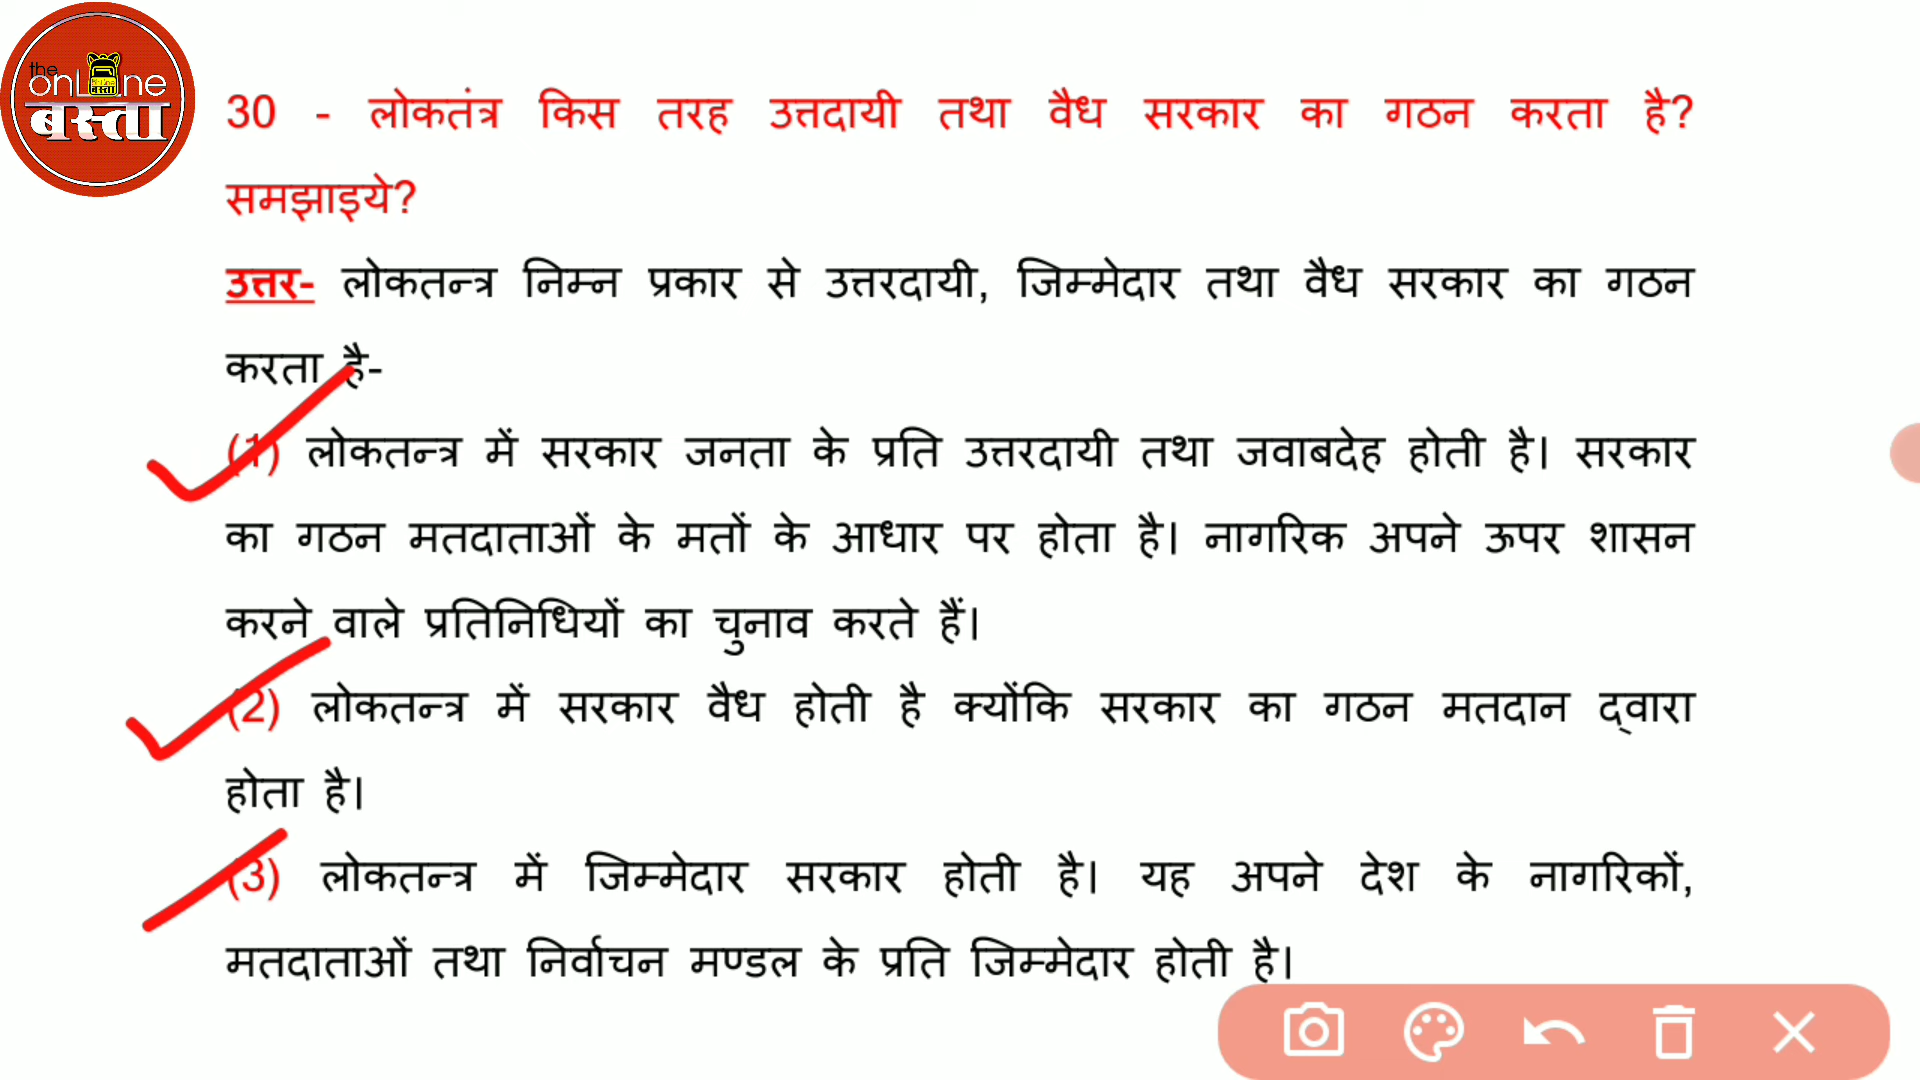 the
onLine
बस्ता
30 - लोकतंत्र किस तरह उत्तदायी तथा वैध सरकार का गठन करता है?
समझाइये?
उत्तर- लोकतन्त्र निम्न प्रकार से उत्तरदायी, जिम्मेदार तथा वैध सरकार का गठन
करता है-
(1) लोकतन्त्र में सरकार जनता के प्रति उत्तरदायी तथा जवाबदेह होती है। सरकार
का गठन मतदाताओं के मतों के आधार पर होता है। नागरिक अपने ऊपर शासन
करने वाले प्रतिनिधियों का चुनाव करते हैं।
(2) लोकतन्त्र में सरकार वैध होती है क्योंकि सरकार का गठन मतदान द्वारा
होता है।
(3) लोकतन्त्र में जिम्मेदार सरकार होती है। यह अपने देश के नागरिकों,
मतदाताओं तथा निर्वाचन मण्डल के प्रति जिम्मेदार होती है।